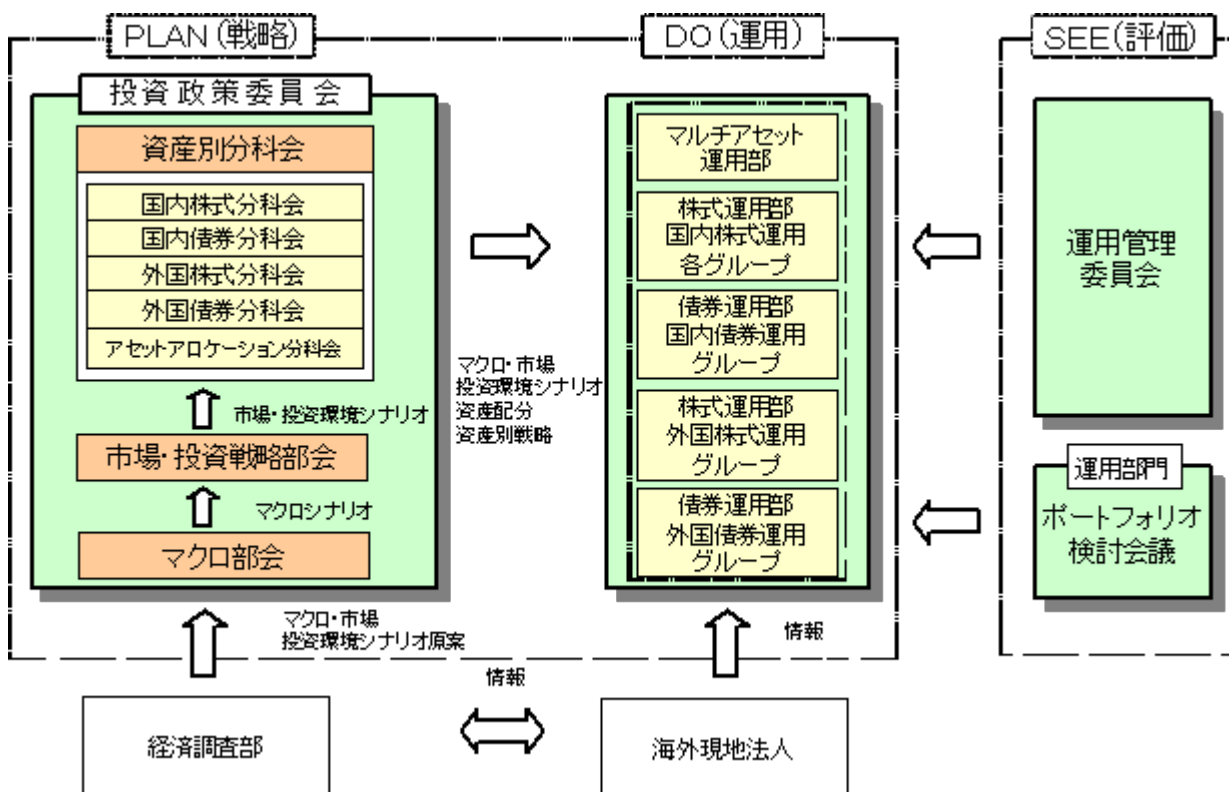 PLAN(戦略)
投資政策委員会
資産別分科会
国内株式分科会
国内債券分科会
外国株式分科会
外国債券分科会
アセットアロケーション分科会
市場・投資環境シナリオ
市場・投資戦略部会
マクロシナリオ
マクロ部会
マクロ・市場
投資環境シナリオ
資産配分
資産別戦略
DO(運用)
マルチアセット
運用部
株式運用部
国内株式運用
各グループ
債券運用部
国内債券運用
グループ
株式運用部
外国株式運用
グループ
債券運用部
外国債券運用
グループ
SEE(評価)
運用管理
委員会
運用部門
ポートフォリオ
検討会議
マクロ・市場
投資環境シナリオ原案
情報
情報
経済調査部
海外現地法人